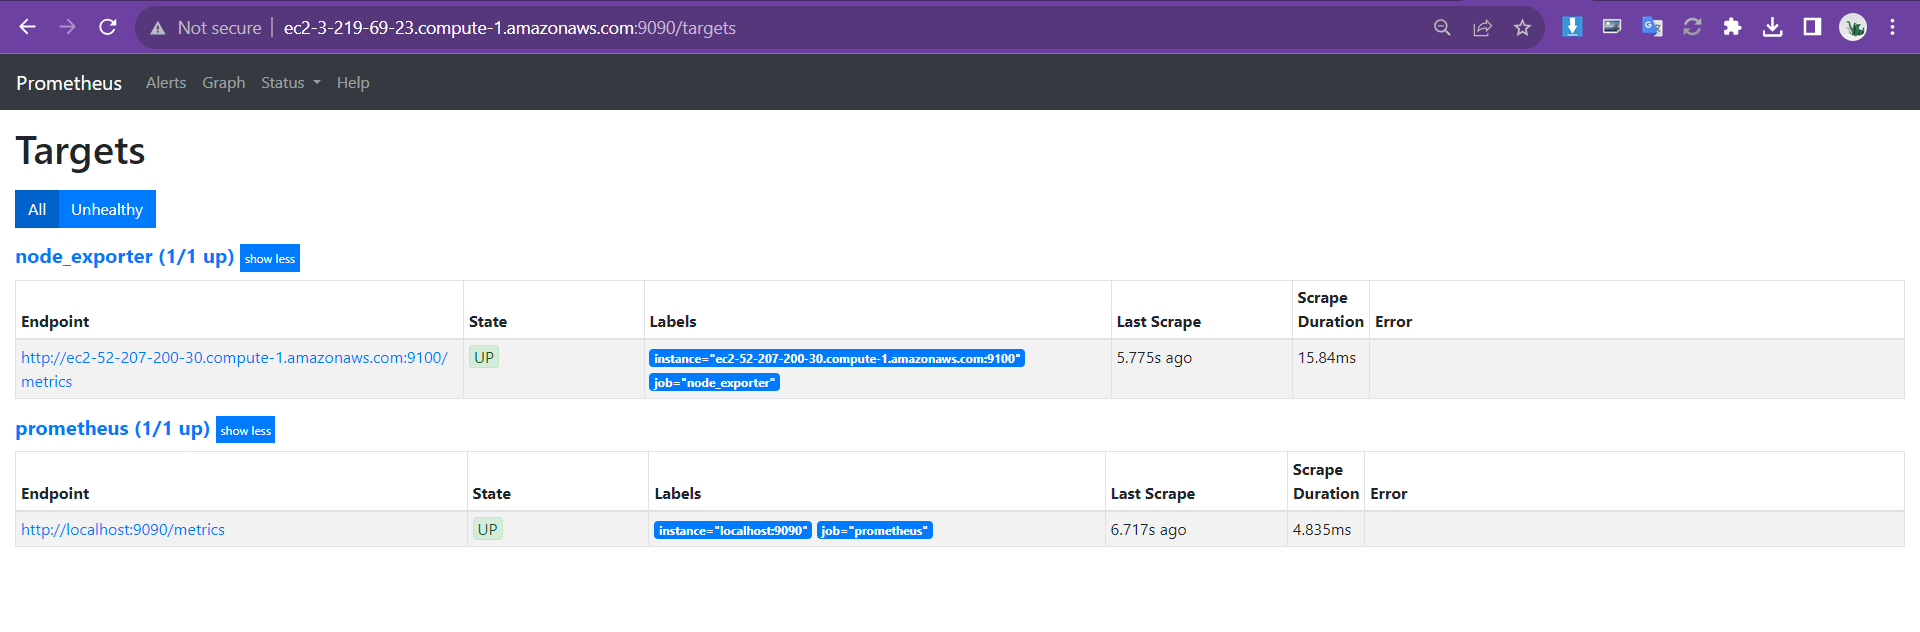 Not secure ec2-3-219-69-23.compute-1.amazonaws.com:9090/targets
Prometheus Alerts Graph Status Help
Targets
All Unhealthy
node_exporter (1/1 up) show less
Endpoint State Labels Last Scrape Scrape Duration Error
http://ec2-52-207-200-30.compute-1.amazonaws.com:9100/ UP instance="ec2-52-207-200-30.compute-1.amazonaws.com:9100" 5.775s ago 15.84ms
metrics job="node_exporter"
prometheus (1/1 up) show less
Endpoint State Labels Last Scrape Scrape Duration Error
http://localhost:9090/metrics UP instance="localhost:9090" job="prometheus" 6.717s ago 4.835ms